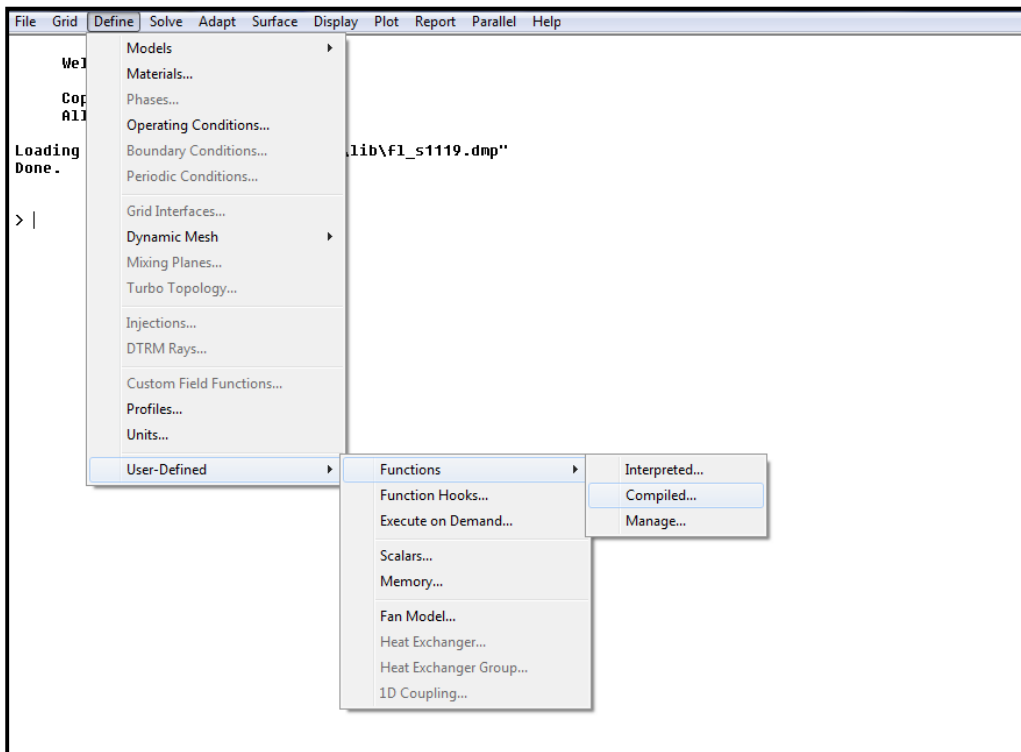 File Grid Define Solve Adapt Surface Display Plot Report Parallel Help
Models
Materials...
Phases...
Operating Conditions...
Boundary Conditions...
Periodic Conditions...
Grid Interfaces...
Dynamic Mesh
Mixing Planes...
Turbo Topology...
Injections...
DTRM Rays...
Custom Field Functions...
Profiles...
Units...
User-Defined
Functions
Function Hooks...
Execute on Demand...
Scalars...
Memory...
Fan Model...
Heat Exchanger...
Heat Exchanger Group...
1D Coupling...
Interpreted...
Compiled...
Manage...
Wel
Cop
All
Loading \lib\fl_s1119.dmp"
Done.
>